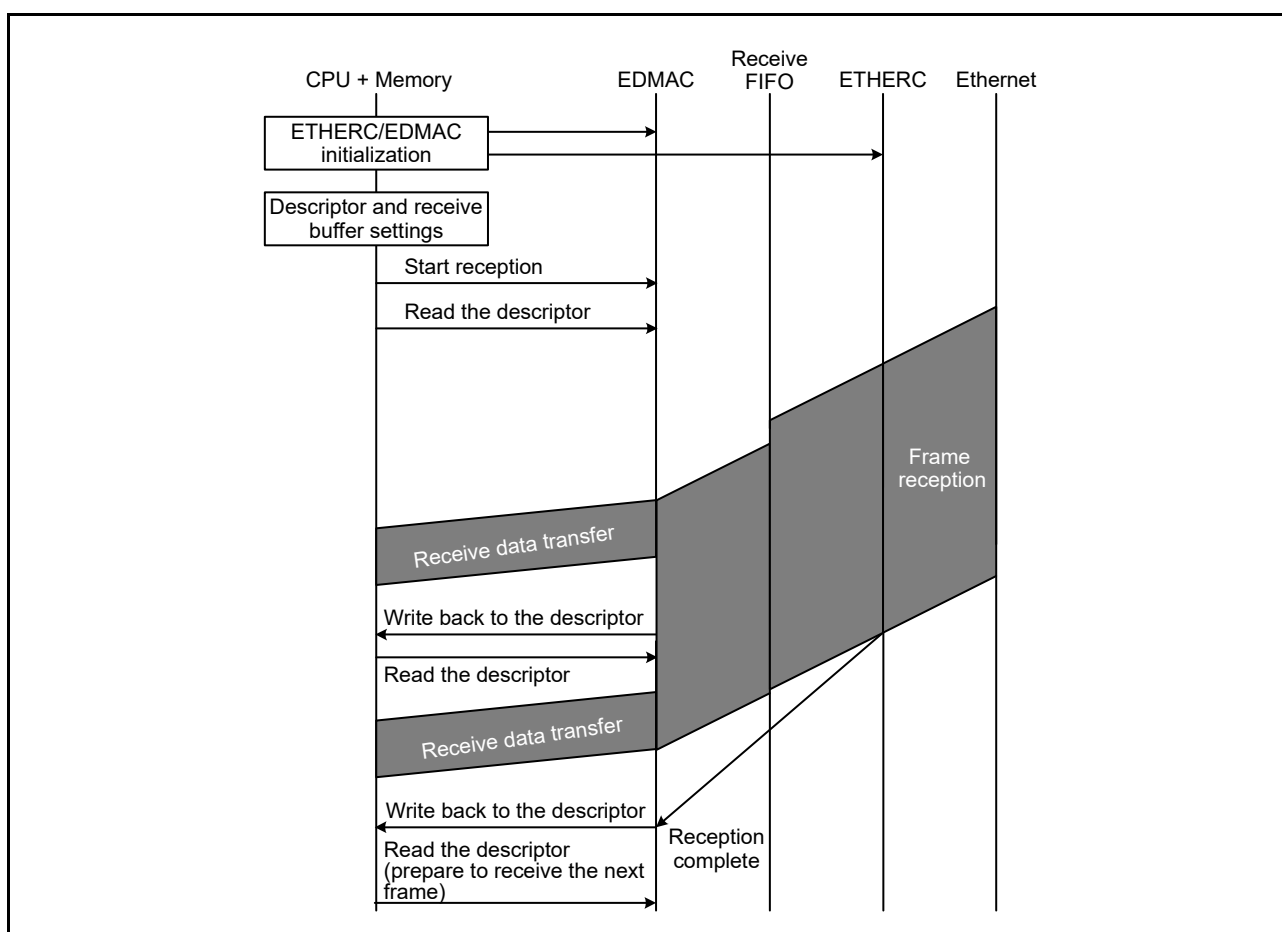 Receive
CPU + Memory EDMAC FIFO ETHERC Ethernet
ETHERC/EDMAC
initialization
Descriptor and receive
buffer settings
Start reception
Read the descriptor
Frame
reception
Receive data transfer
Write back to the descriptor
Read the descriptor
Receive data transfer
Write back to the descriptor
Reception
complete
Read the descriptor
(prepare to receive the next
frame)